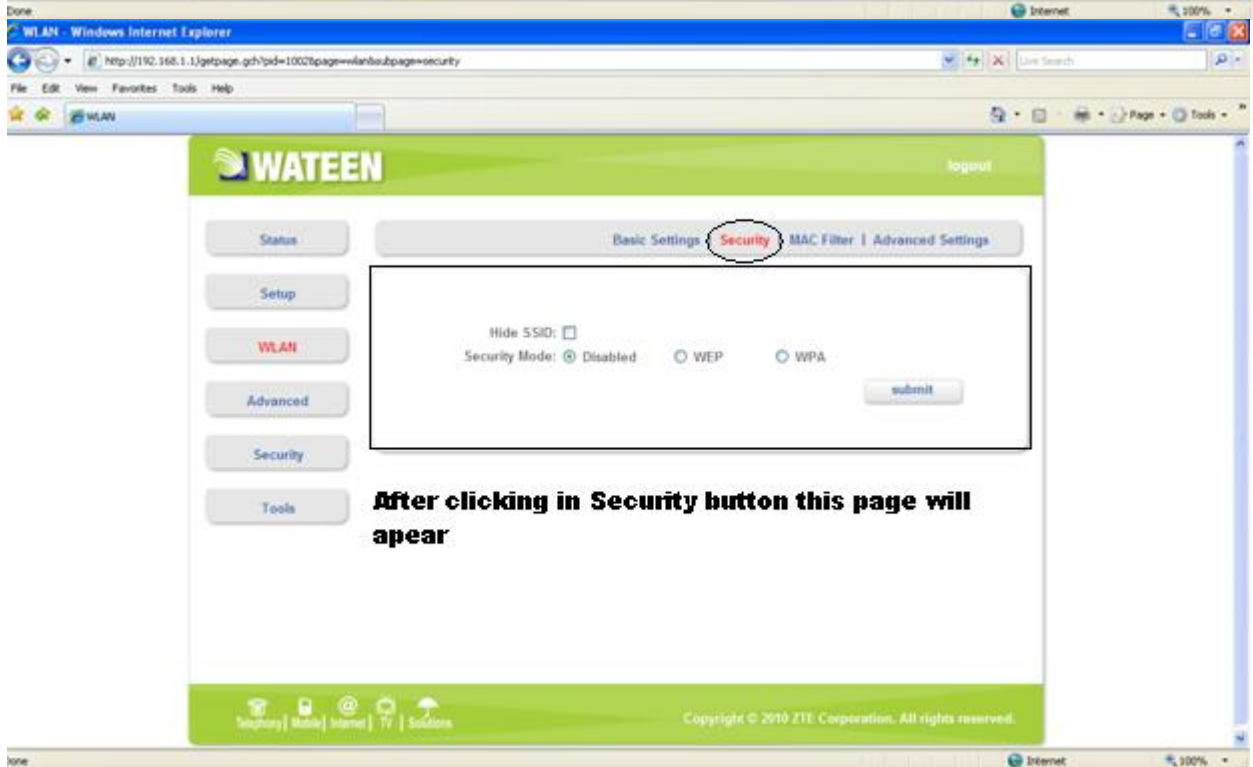 Done Internet 100%
WLAN - Windows Internet Explorer
http://192.168.1.1/getpage.gch?pid=1002&page=wlan&subpage=security Live Search
File Edit View Favorites Tools Help
WLAN Page Tools
WATEEN logout
Status Basic Settings | Security | MAC Filter | Advanced Settings
Setup
Hide SSID:
WLAN
Security Mode: Disabled WEP WPA
submit
Advanced
Security
Tools
After clicking in Security button this page will
apear
Telephony | Mobile | Internet | TV | Solutions
Copyright © 2010 ZTE Corporation. All rights reserved.
Done Internet 100%